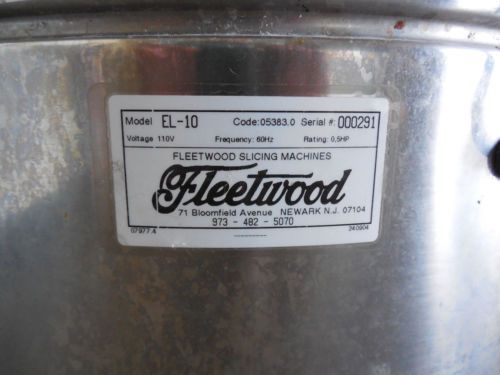 Model EL-10 Code:05383.0 Serial #: 000291
Voltage 110V Frequency: 60Hz Rating: 0,5HP
FLEETWOOD SLICING MACHINES
Fleetwood
71 Bloomfield Avenue NEWARK N.J. 07104
973 - 482 - 5070
07977.4 240904